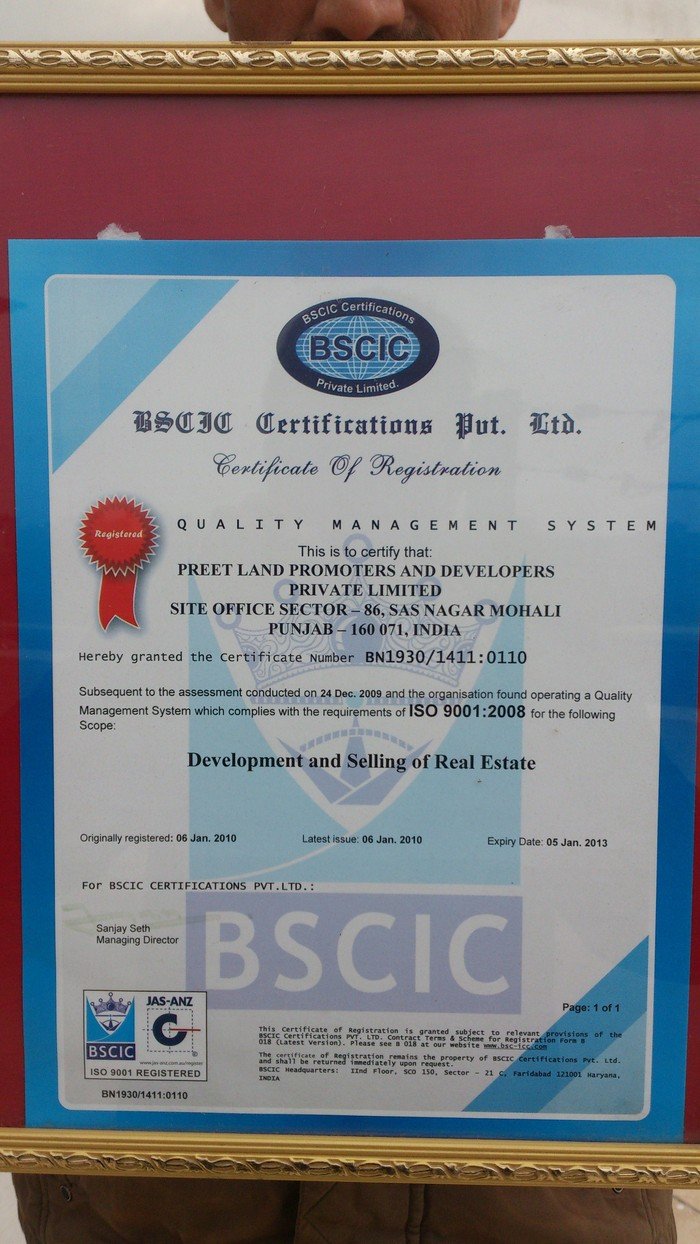 BSCIC Certifications
BSCIC
Private Limited.
BSCIC Certifications Pvt. Ltd.
Certificate Of Registration
Registered
QUALITY MANAGEMENT SYSTEM
This is to certify that:
PREET LAND PROMOTERS AND DEVELOPERS
PRIVATE LIMITED
SITE OFFICE SECTOR – 86, SAS NAGAR MOHALI
PUNJAB – 160 071, INDIA
Hereby granted the Certificate Number BN1930/1411:0110
Subsequent to the assessment conducted on 24 Dec. 2009 and the organisation found operating a Quality
Management System which complies with the requirements of ISO 9001:2008 for the following
Scope:
Development and Selling of Real Estate
Originally registered: 06 Jan. 2010 Latest issue: 06 Jan. 2010 Expiry Date: 05 Jan. 2013
For BSCIC CERTIFICATIONS PVT.LTD.:
Sanjay Seth
Managing Director
BSCIC
Page: 1 of 1
JAS-ANZ
BSCIC
www.jas-anz.com.au/register
ISO 9001 REGISTERED
BN1930/1411:0110
This Certificate of Registration is granted subject to relevant provisions of the
BSCIC Certifications PVT. LTD. Contract Terms & Scheme for Registration Form B
018 (Latest Version). Please see B 018 at our website www.bsc-icc.com
The certificate of Registration remains the property of BSCIC Certifications Pvt. Ltd.
and shall be returned immediately upon request.
BSCIC Headquarters: IInd Floor, SCO 150, Sector – 21 C, Faridabad 121001 Haryana,
INDIA